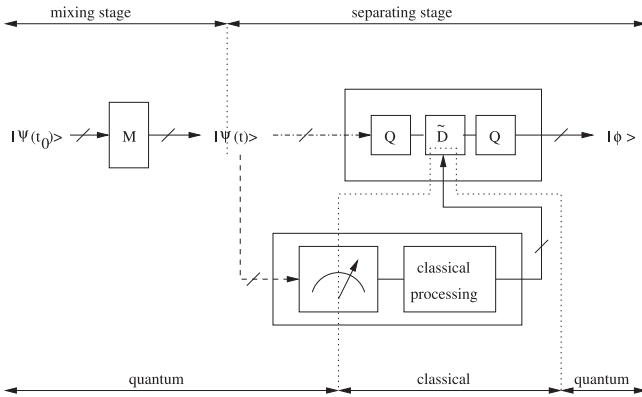 mixing stage
separating stage
|Ψ(t₀)>
M
|Ψ(t)>
Q
D̃
Q
|ϕ>
classical
processing
quantum
classical
quantum